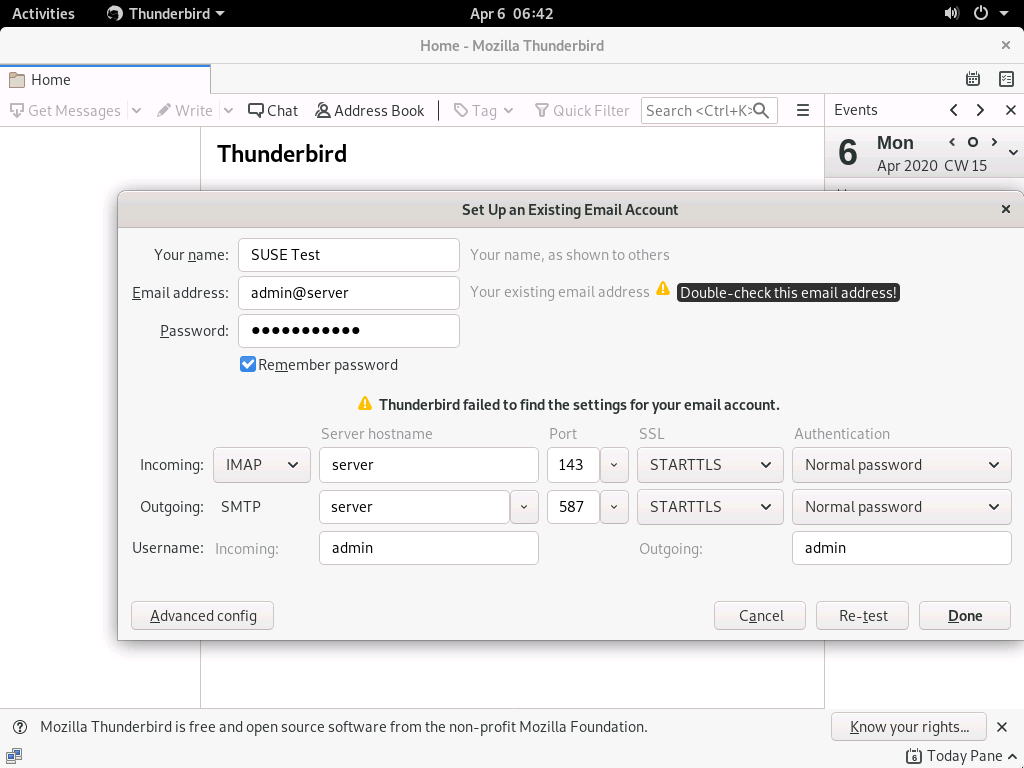 Activities Thunderbird Apr 6 06:42
Home - Mozilla Thunderbird
Home
Get Messages Write Chat Address Book Tag Quick Filter Search <Ctrl+K> Events
Thunderbird
6 Mon
Apr 2020 CW 15
Set Up an Existing Email Account
Your name: SUSE Test Your name, as shown to others
Email address: admin@server Your existing email address Double-check this email address!
Password: ●●●●●●●●●●●
Remember password
Thunderbird failed to find the settings for your email account.
Server hostname Port SSL Authentication
Incoming: IMAP server 143 STARTTLS Normal password
Outgoing: SMTP server 587 STARTTLS Normal password
Username: Incoming: admin Outgoing: admin
Advanced config Cancel Re-test Done
Mozilla Thunderbird is free and open source software from the non-profit Mozilla Foundation. Know your rights...
6 Today Pane